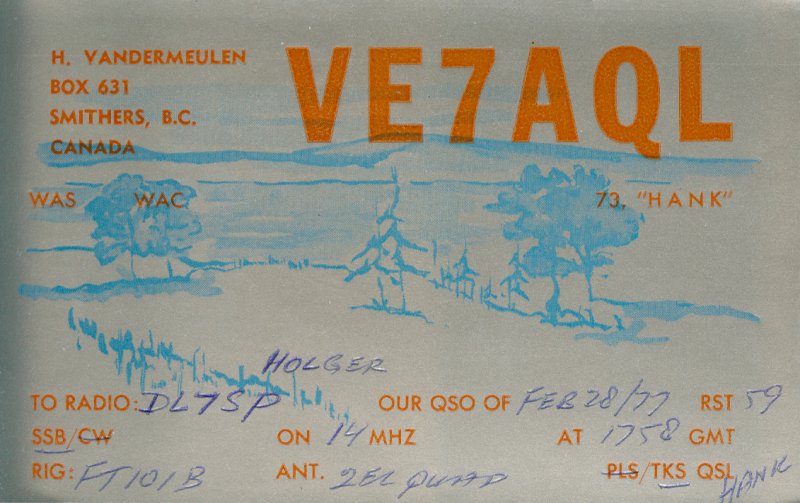 H. VANDERMEULEN
BOX 631
SMITHERS, B.C.
CANADA
VE7AQL
WAS WAC 73, "HANK"
HOLGER
TO RADIO: DL7SP OUR QSO OF FEB 28/77 RST 59
SSB/CW ON 14 MHZ AT 1758 GMT
RIG: FT101B ANT. 2EL QUAD PLS/TKS QSL
HANK